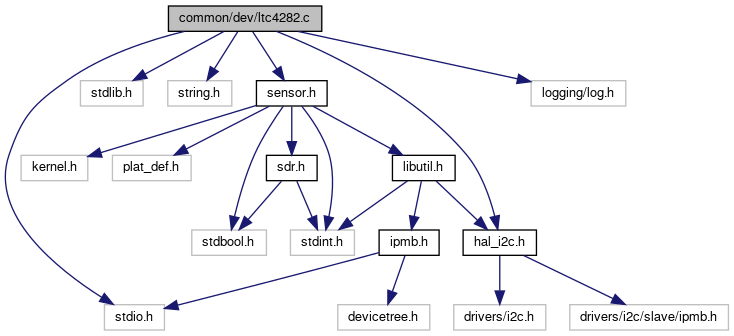 common/dev/ltc4282.c
stdlib.h
string.h
sensor.h
logging/log.h
kernel.h
plat_def.h
sdr.h
libutil.h
stdbool.h
stdint.h
ipmb.h
hal_i2c.h
stdio.h
devicetree.h
drivers/i2c.h
drivers/i2c/slave/ipmb.h